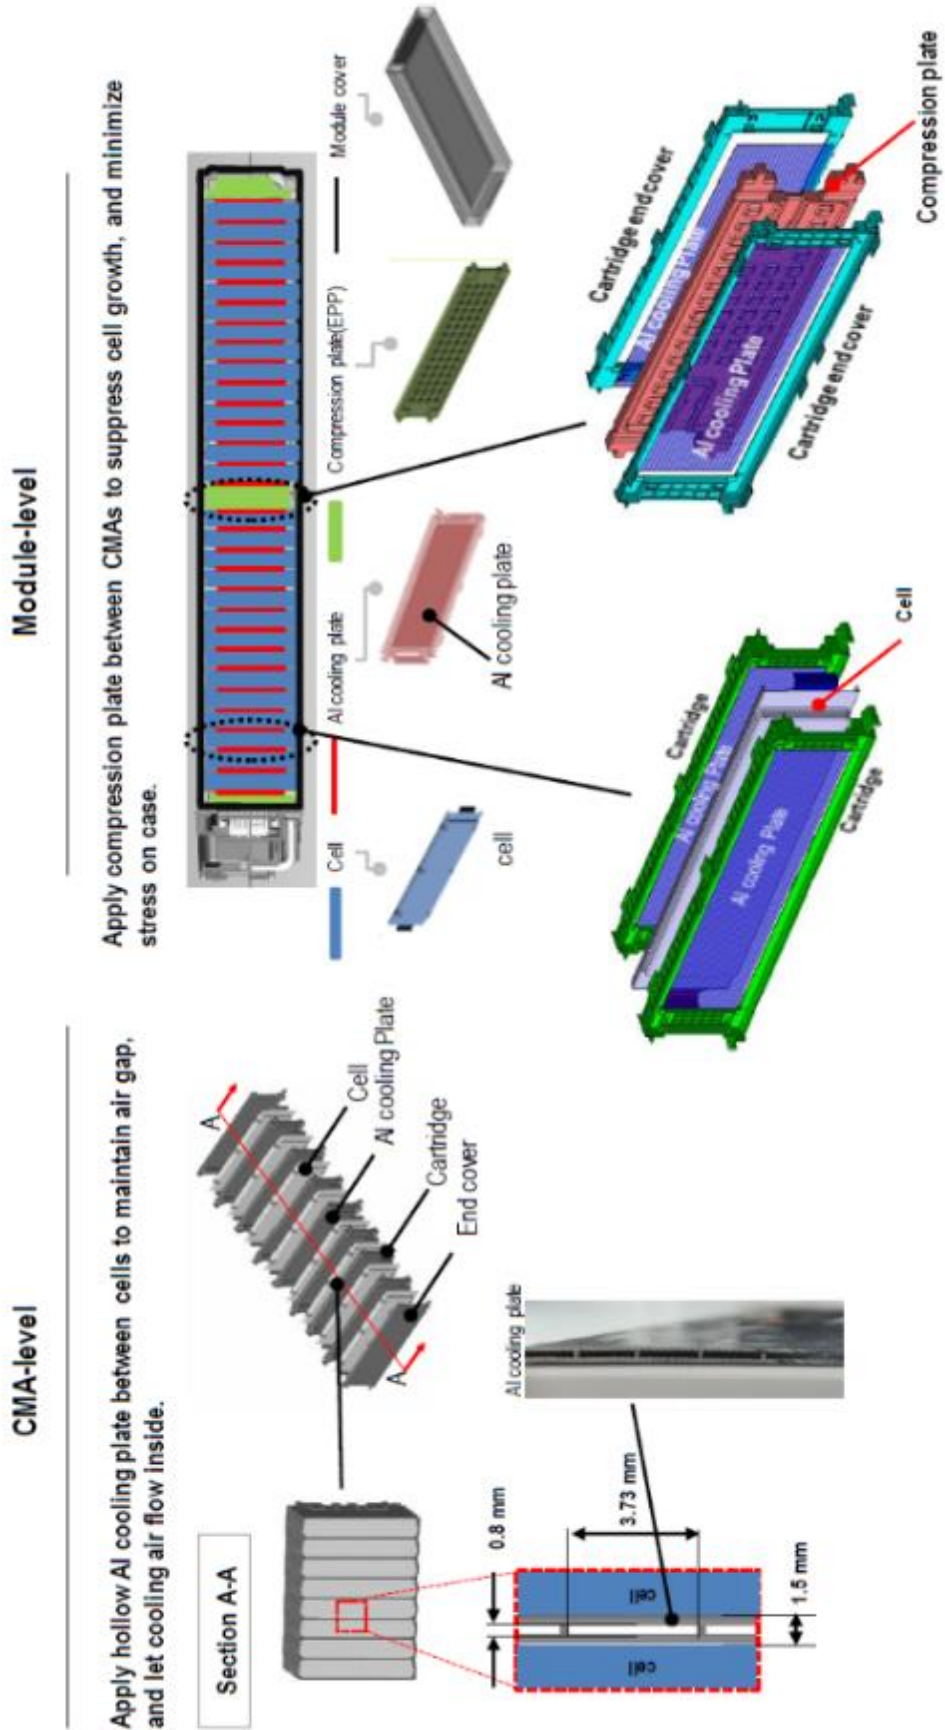 CMA-level
Apply hollow Al cooling plate between cells to maintain air gap,
and let cooling air flow inside.
Section A-A
A
Cell
Al cooling Plate
Cartridge
End cover
A
0.8 mm
3.73 mm
1.5 mm
cell
cell
Al cooling plate
Module-level
Apply compression plate between CMAs to suppress cell growth, and minimize
stress on case.
Cell
Al cooling plate
Compression plate(EPP)
Module cover
cell
Al cooling plate
Cartridge
Al cooling Plate
Al cooling Plate
Cartridge
Cell
Cartridge end cover
Al cooling Plate
Al cooling Plate
Cartridge end cover
Compression plate